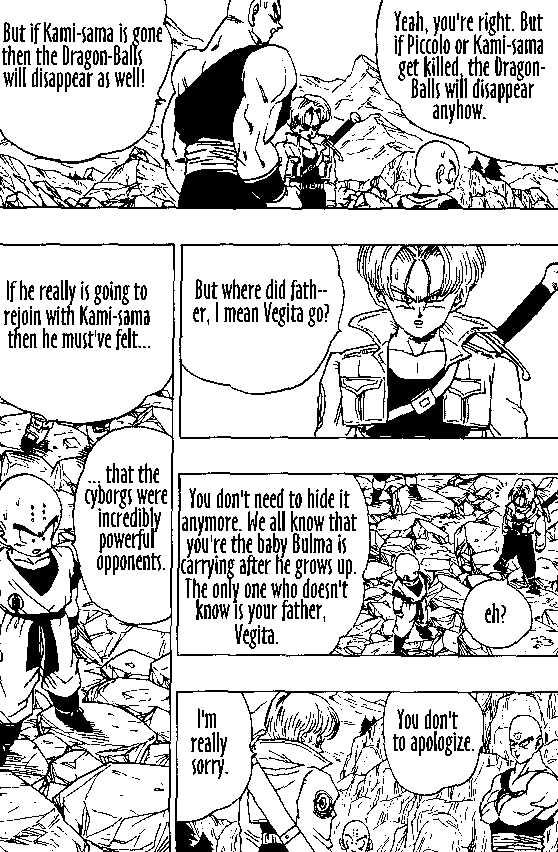 But if Kami-sama is gone
then the Dragon-Balls
will disappear as well!
Yeah, you're right. But
if Piccolo or Kami-sama
get killed, the Dragon-
Balls will disappear
anyhow.
If he really is going to
rejoin with Kami-sama
then he must've felt...
... that the
cyborgs were
incredibly
powerful
opponents.
But where did fath--
er, I mean Vegita go?
You don't need to hide it
anymore. We all know that
you're the baby Bulma is
carrying after he grows up.
The only one who doesn't
know is your father,
Vegita.
eh?
I'm
really
sorry.
You don't
to apologize.